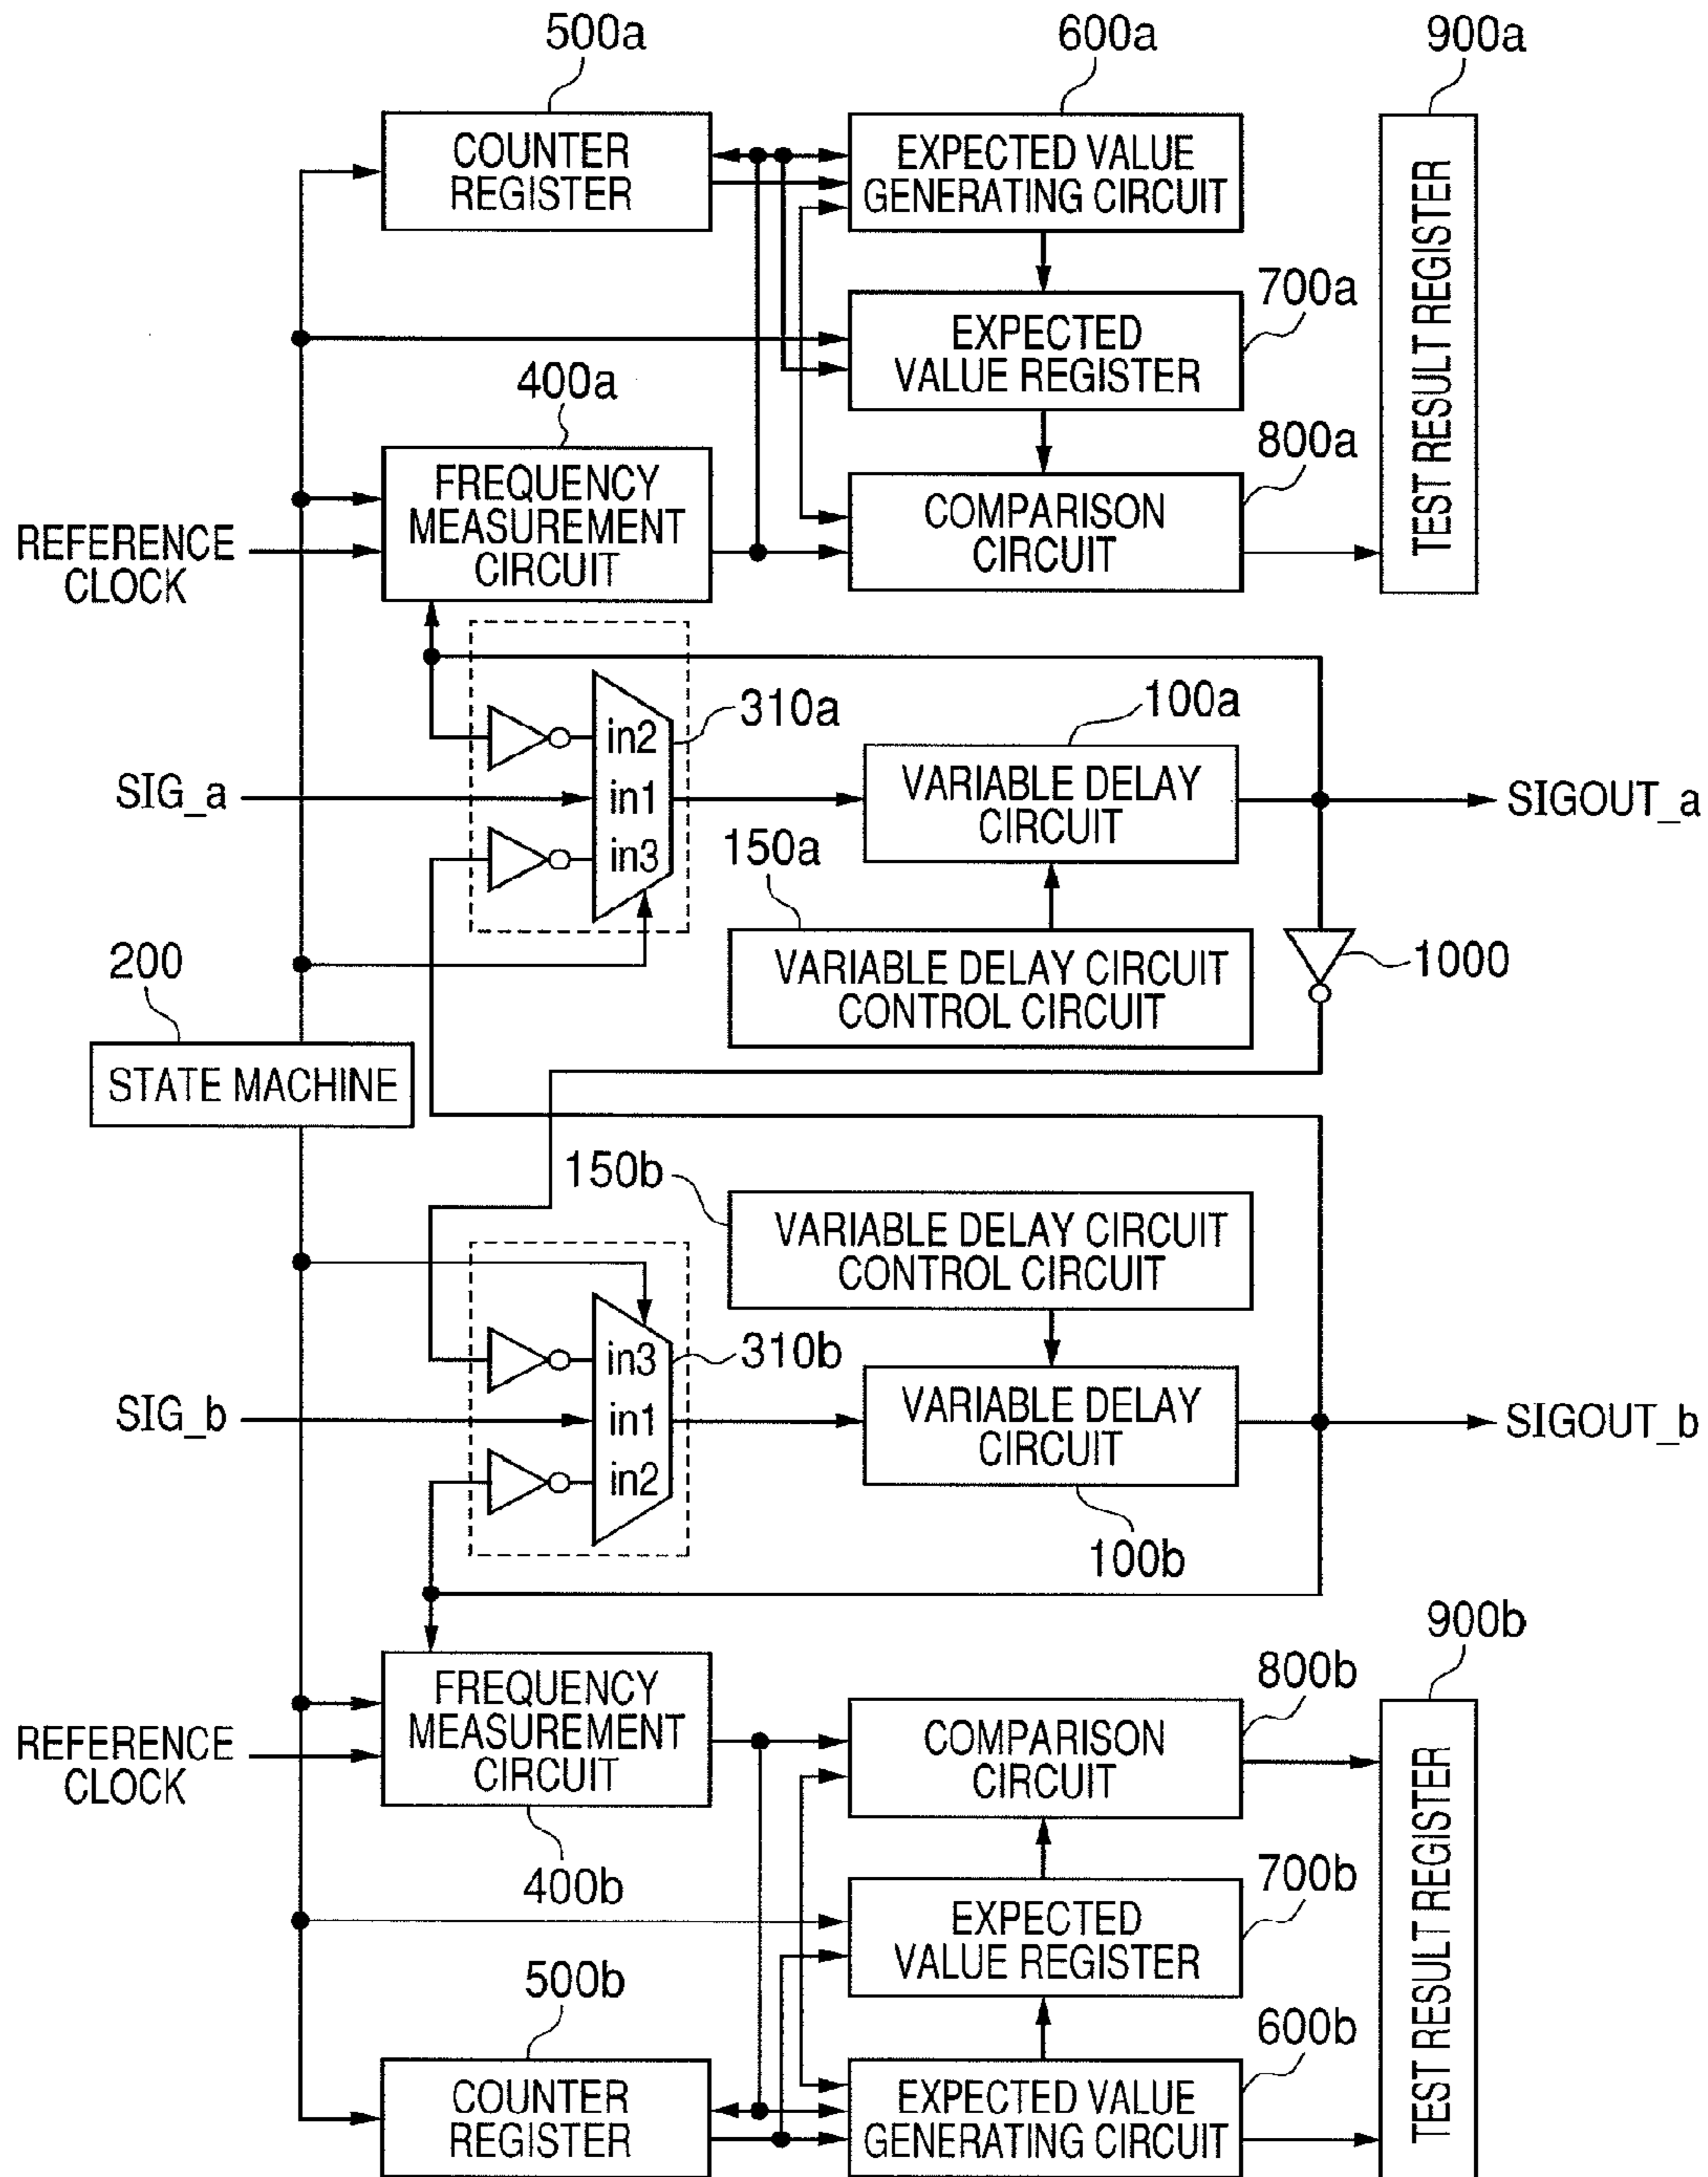 500a
600a
900a
COUNTER
REGISTER
EXPECTED VALUE
GENERATING CIRCUIT
TEST RESULT REGISTER
700a
EXPECTED
VALUE REGISTER
400a
800a
FREQUENCY
MEASUREMENT
CIRCUIT
COMPARISON
CIRCUIT
REFERENCE
CLOCK
310a
100a
in2
SIG_a
in1
VARIABLE DELAY
CIRCUIT
SIGOUT_a
in3
150a
200
VARIABLE DELAY CIRCUIT
CONTROL CIRCUIT
1000
STATE MACHINE
150b
VARIABLE DELAY CIRCUIT
CONTROL CIRCUIT
in3
310b
SIG_b
in1
VARIABLE DELAY
CIRCUIT
SIGOUT_b
in2
100b
900b
FREQUENCY
MEASUREMENT
CIRCUIT
800b
COMPARISON
CIRCUIT
REFERENCE
CLOCK
TEST RESULT REGISTER
400b
700b
EXPECTED
VALUE REGISTER
500b
600b
COUNTER
REGISTER
EXPECTED VALUE
GENERATING CIRCUIT